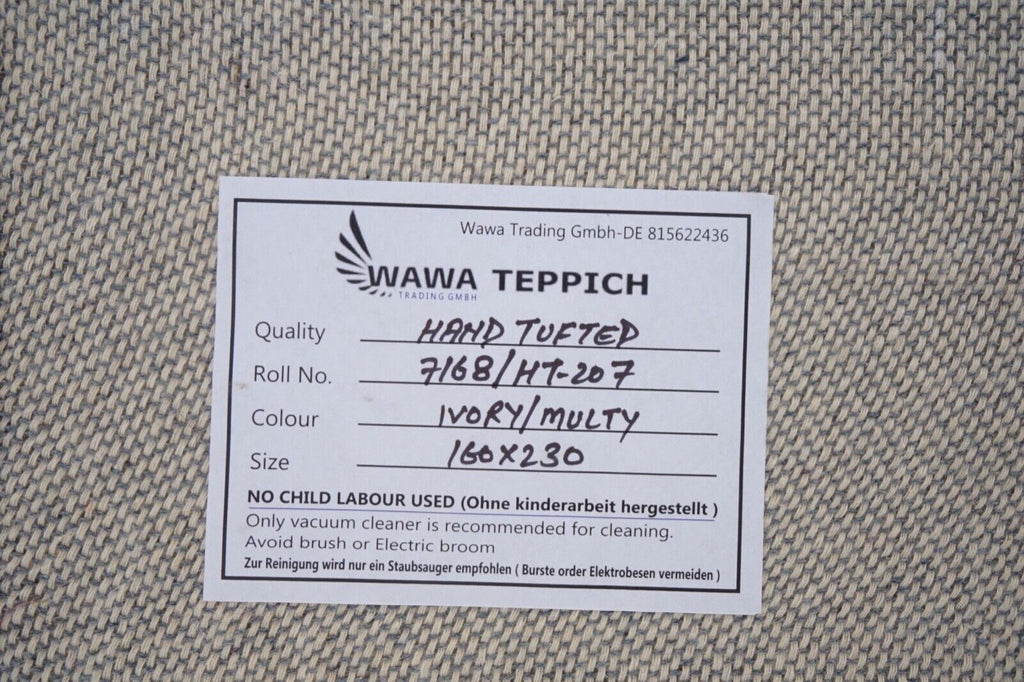 Wawa Trading Gmbh-DE 815622436
WAWA TEPPICH
TRADING GMBH
Quality HAND TUFTED
Roll No. 7168/HT-207
Colour IVORY/MULTY
Size 160X230
NO CHILD LABOUR USED (Ohne kinderarbeit hergestellt )
Only vacuum cleaner is recommended for cleaning.
Avoid brush or Electric broom
Zur Reinigung wird nur ein Staubsauger empfohlen ( Burste order Elektrobesen vermeiden )